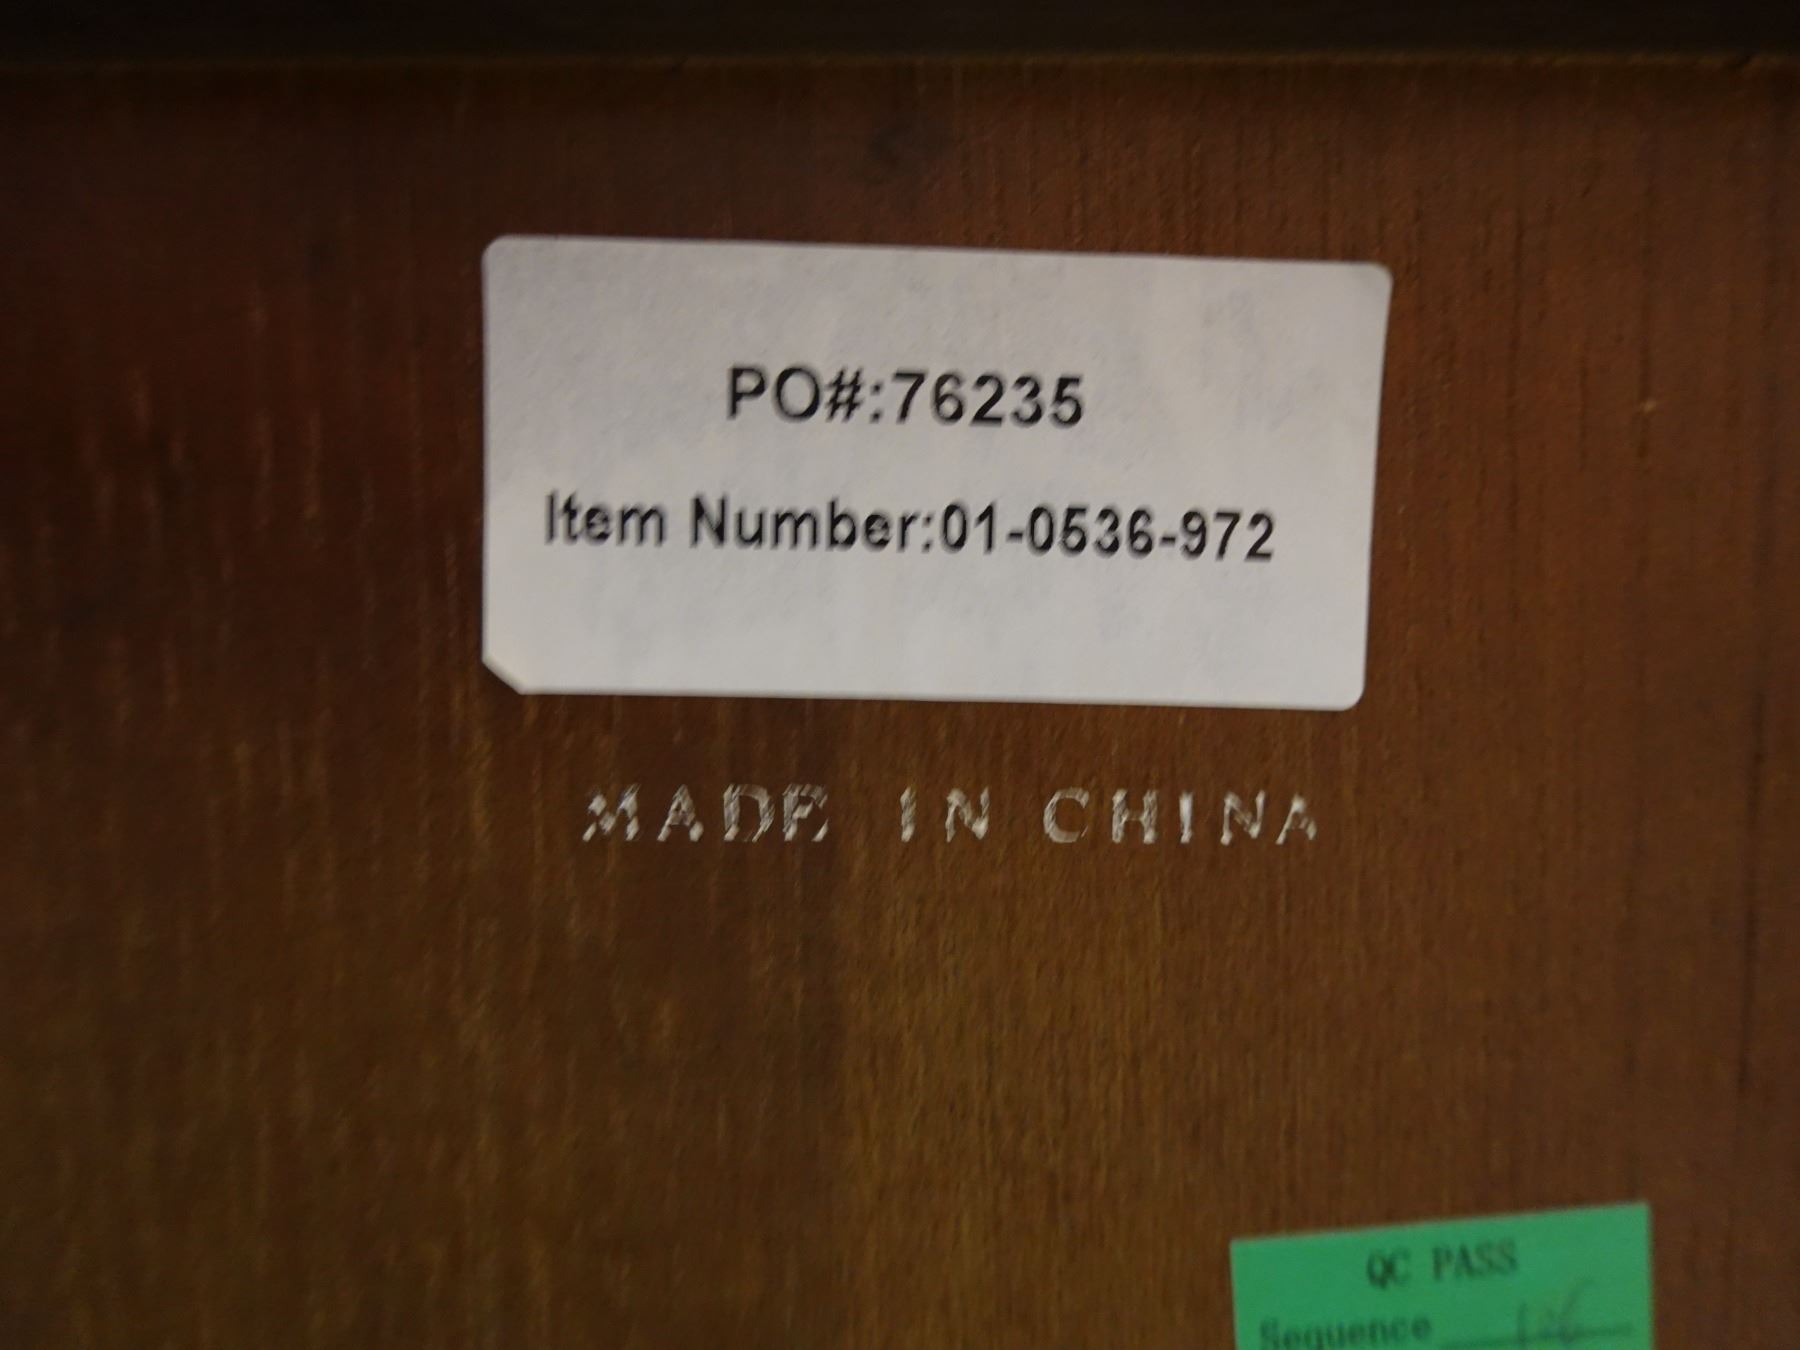 PO#:76235
Item Number:01-0536-972
MADE IN CHINA
QC PASS
Sequence